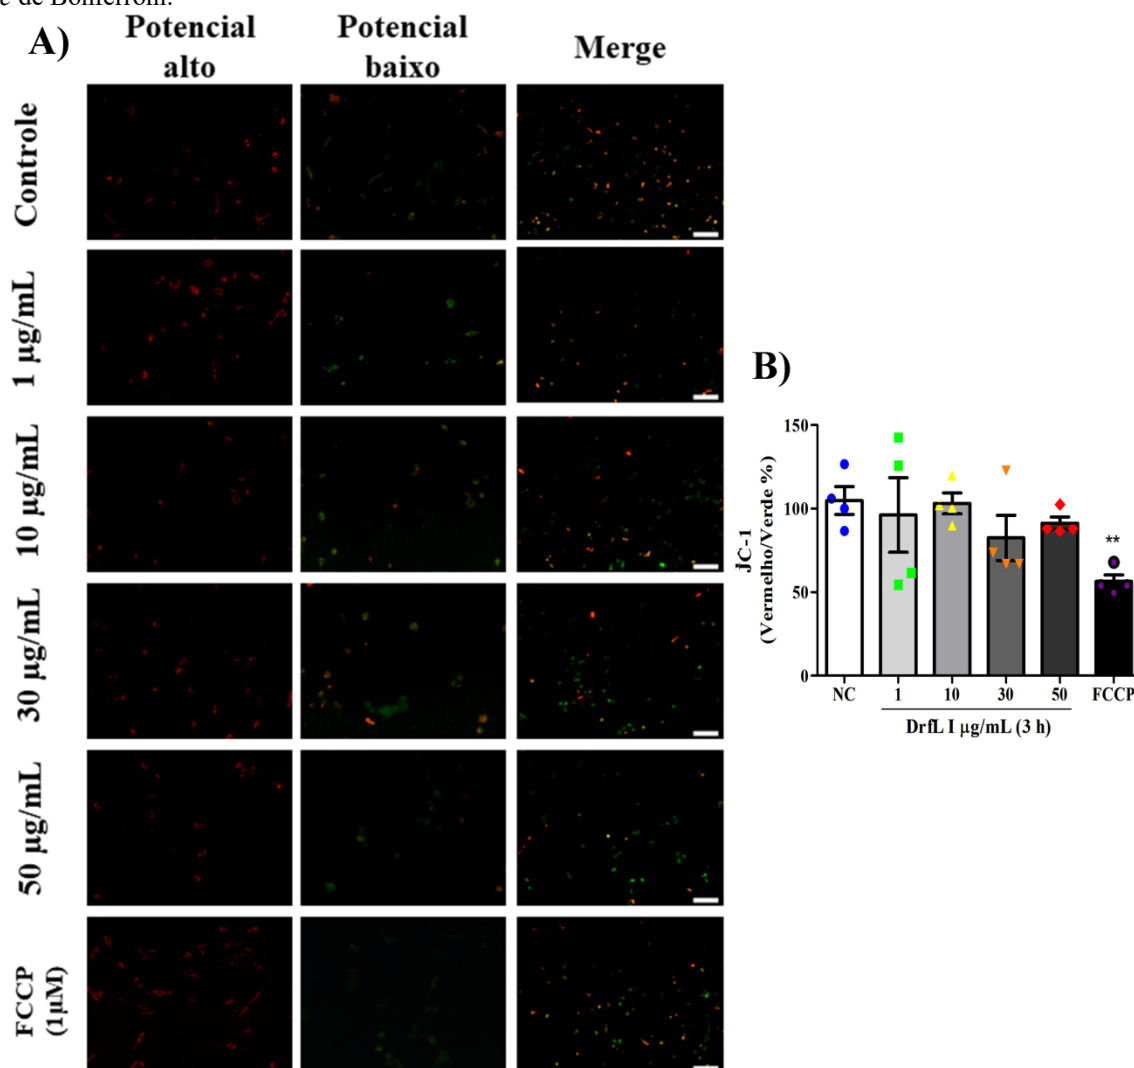 de Bonferroni.
A)
Potencial
alto
Potencial
baixo
Merge
Controle
1 µg/mL
10 µg/mL
30 µg/mL
50 µg/mL
FCCP
(1µM)
B)
JC-1
(Vermelho/Verde %)
150
100
50
0
**
NC
1
10
30
50
FCCP
DrfL I µg/mL (3 h)